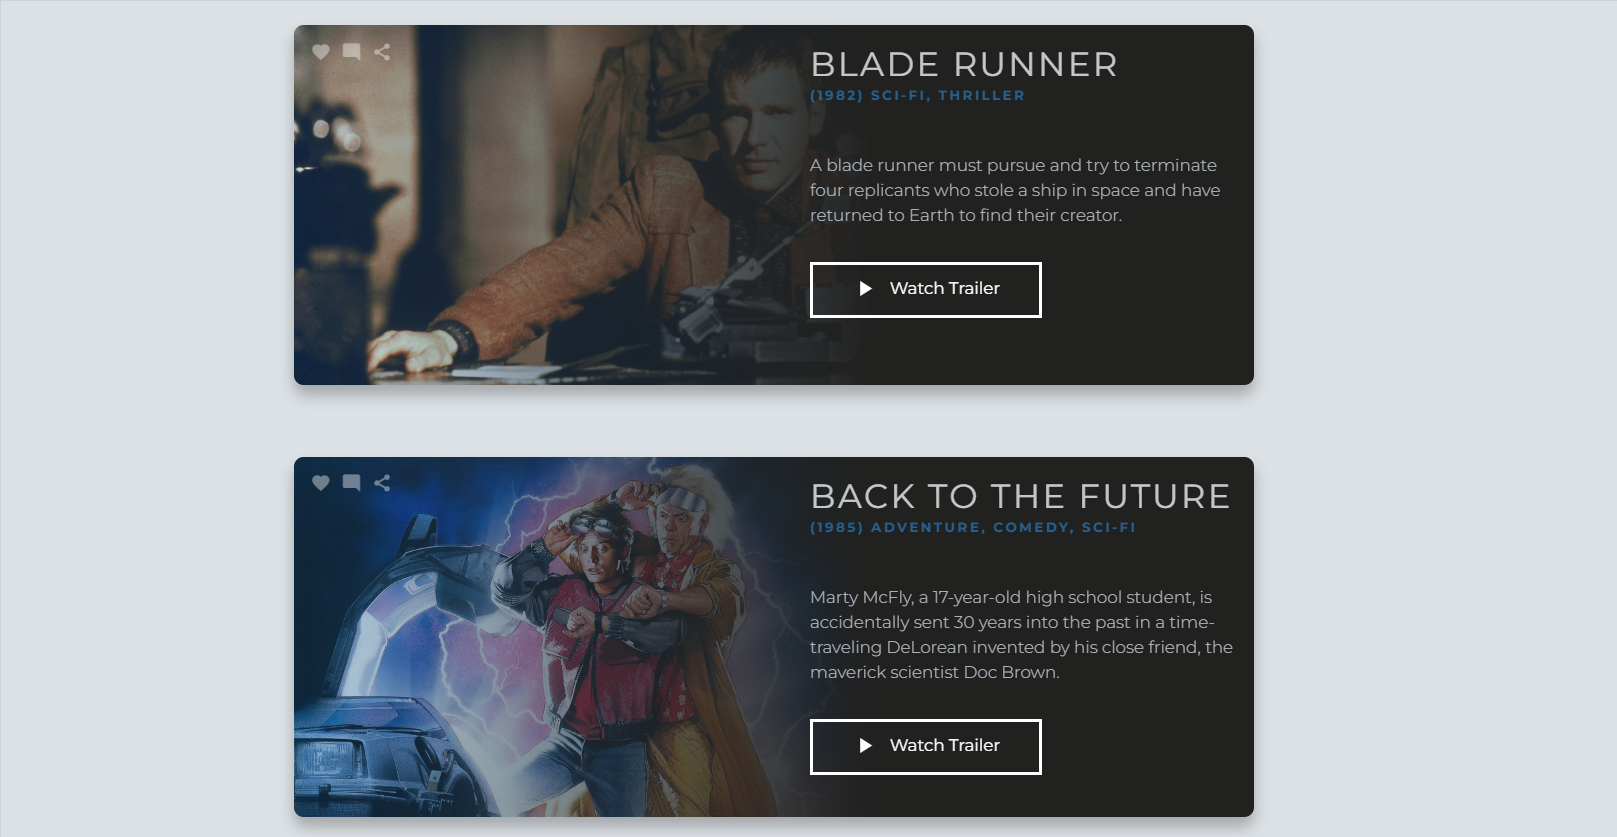 BLADE RUNNER
(1982) SCI-FI, THRILLER
A blade runner must pursue and try to terminate
four replicants who stole a ship in space and have
returned to Earth to find their creator.
Watch Trailer
BACK TO THE FUTURE
(1985) ADVENTURE, COMEDY, SCI-FI
Marty McFly, a 17-year-old high school student, is
accidentally sent 30 years into the past in a time-
traveling DeLorean invented by his close friend, the
maverick scientist Doc Brown.
Watch Trailer